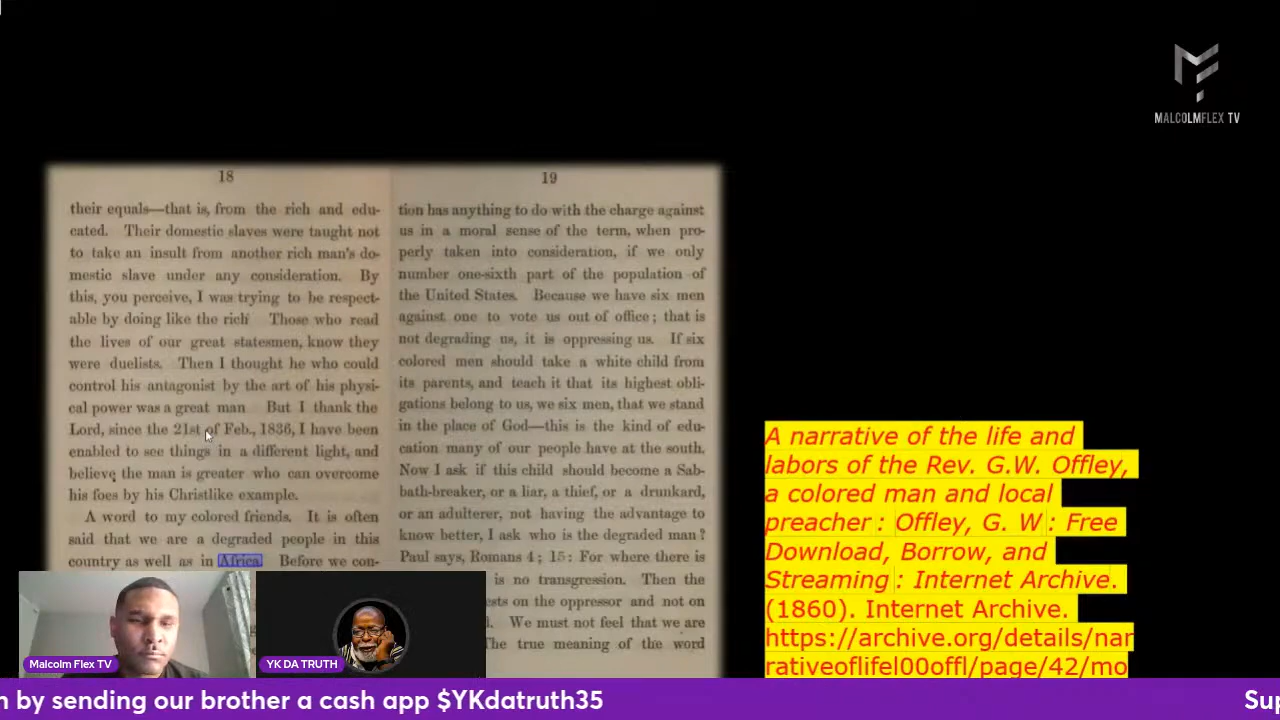 MALCOLMFLEX TV
18
their equals—that is, from the rich and edu-
cated. Their domestic slaves were taught not
to take an insult from another rich man's do-
mestic slave under any consideration. By
this, you perceive, I was trying to be respect-
able by doing like the rich Those who read
the lives of our great statesmen, know they
were duelists. Then I thought he who could
control his antagonist by the art of his physi-
cal power was a great man But I thank the
Lord, since the 21st of Feb., 1836, I have been
enabled to see things in a different light, and
believe the man is greater who can overcome
his foes by his Christlike example.
A word to my colored friends. It is often
said that we are a degraded people in this
country as well as in Africa. Before we con-
19
tion has anything to do with the charge against
us in a moral sense of the term, when pro-
perly taken into consideration, if we only
number one-sixth part of the population of
the United States. Because we have six men
against one to vote us out of office; that is
not degrading us, it is oppressing us. If six
colored men should take a white child from
its parents, and teach it that its highest obli-
gations belong to us, we six men, that we stand
in the place of God—this is the kind of edu-
cation many of our people have at the south.
Now I ask if this child should become a Sab-
bath-breaker, or a liar, a thief, or a drunkard,
or an adulterer, not having the advantage to
know better, I ask who is the degraded man?
Paul says, Romans 4; 15: For where there is
is no transgression. Then the
ests on the oppressor and not on
We must not feel that we are
The true meaning of the word
A narrative of the life and
labors of the Rev. G.W. Offley,
a colored man and local
preacher : Offley, G. W : Free
Download, Borrow, and
Streaming : Internet Archive.
(1860). Internet Archive.
https://archive.org/details/nar
rativeoflifel00offl/page/42/mo
Malcolm Flex TV
YK DA TRUTH
n by sending our brother a cash app $YKdatruth35
Sup